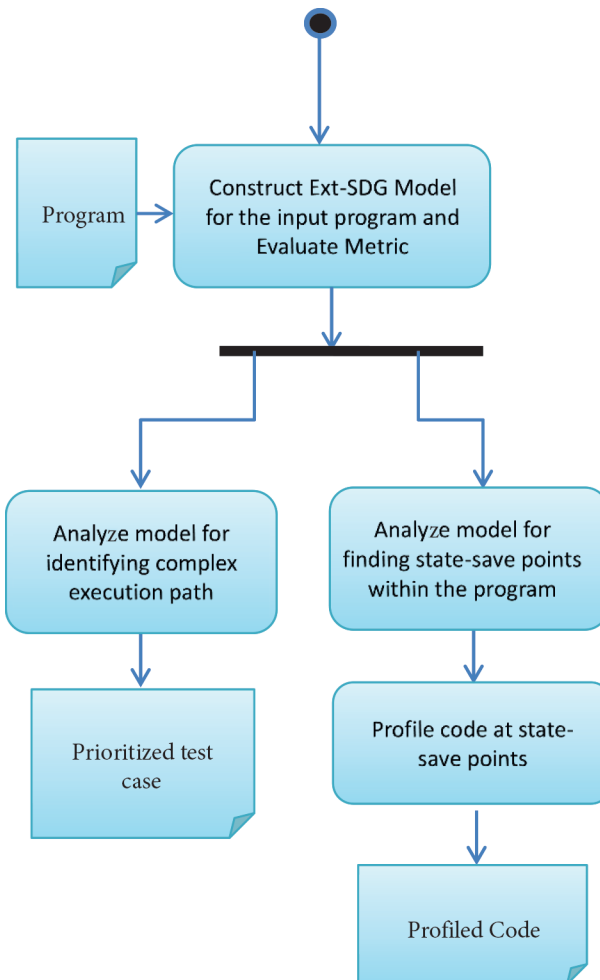 Program
Construct Ext-SDG Model
for the input program and
Evaluate Metric
Analyze model for
identifying complex
execution path
Analyze model for
finding state-save points
within the program
Prioritized test
case
Profile code at state-
save points
Profiled Code